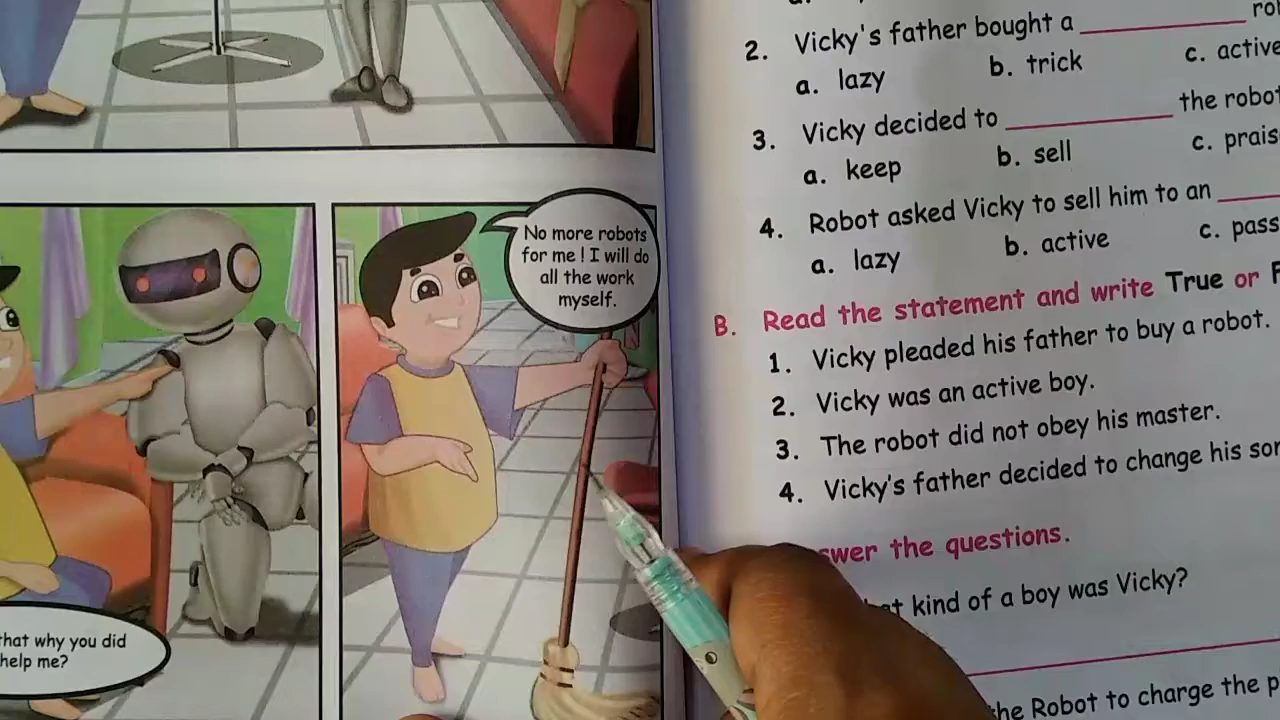 No more robots
for me ! I will do
all the work
myself.
that why you did
help me?
2. Vicky's father bought a
a. lazy b. trick c. active
3. Vicky decided to the robot
a. keep b. sell c.
4. Robot asked Vicky to sell him to an
a. lazy b. active c.
B. Read the statement and write True or
1. Vicky pleaded his father to buy a robot.
2. Vicky was an active boy.
3. The robot did not obey his master.
4. Vicky's father decided to change his
the questions.
kind of a boy was Vicky?
the Robot to charge the